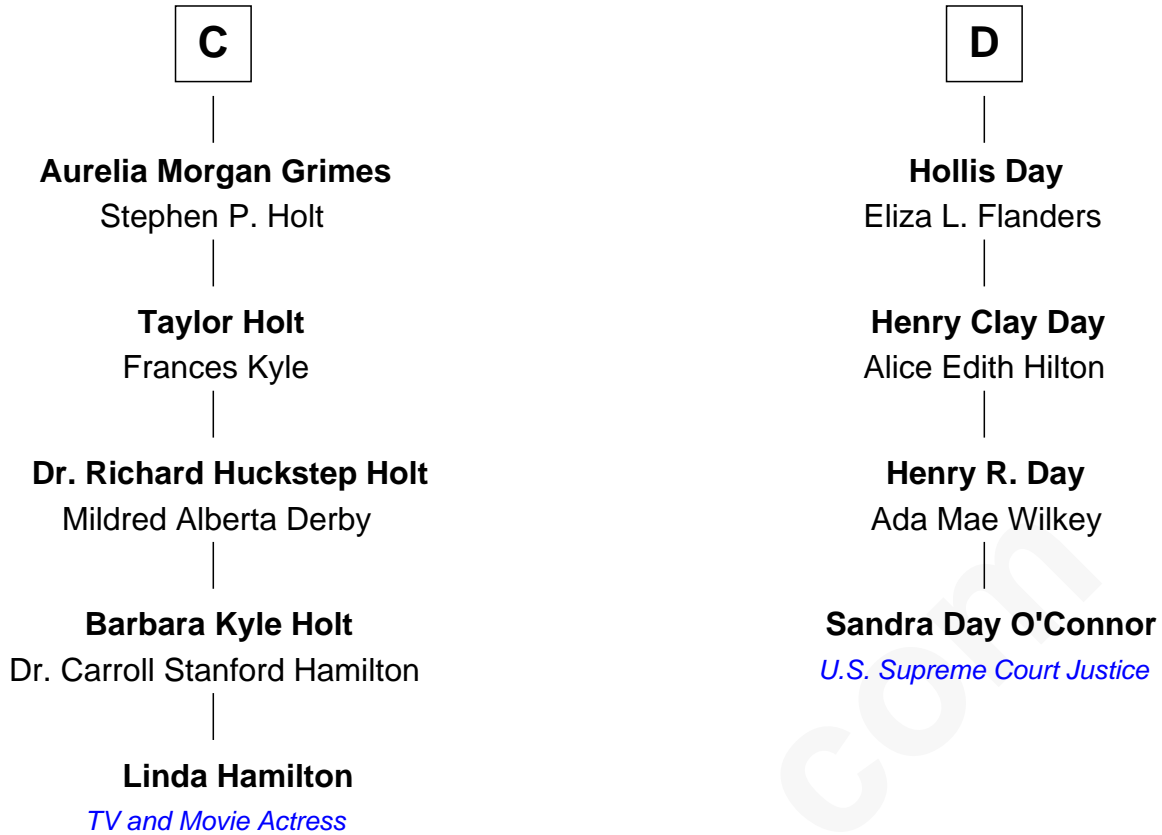 C
Aurelia Morgan Grimes
Stephen P. Holt
Taylor Holt
Frances Kyle
Dr. Richard Huckstep Holt
Mildred Alberta Derby
Barbara Kyle Holt
Dr. Carroll Stanford Hamilton
Linda Hamilton
TV and Movie Actress
D
Hollis Day
Eliza L. Flanders
Henry Clay Day
Alice Edith Hilton
Henry R. Day
Ada Mae Wilkey
Sandra Day O'Connor
U.S. Supreme Court Justice
com